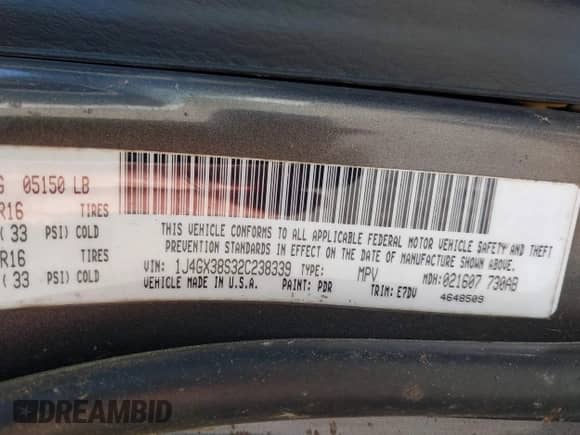 G 05150 LB
R16 TIRES
( 33 PSI) COLD
R16 TIRES
( 33 PSI) COLD
THIS VEHICLE CONFORMS TO ALL APPLICABLE FEDERAL MOTOR VEHICLE SAFETY AND THEFT
PREVENTION STANDARDS IN EFFECT ON THE DATE OF MANUFACTURE SHOWN ABOVE.
VIN: 1J4GX38S32C238339 TYPE: MPV MDH:021607 730AB
VEHICLE MADE IN U.S.A. PAINT: PDR TRIM: E7DV 4648509
DREAMBID